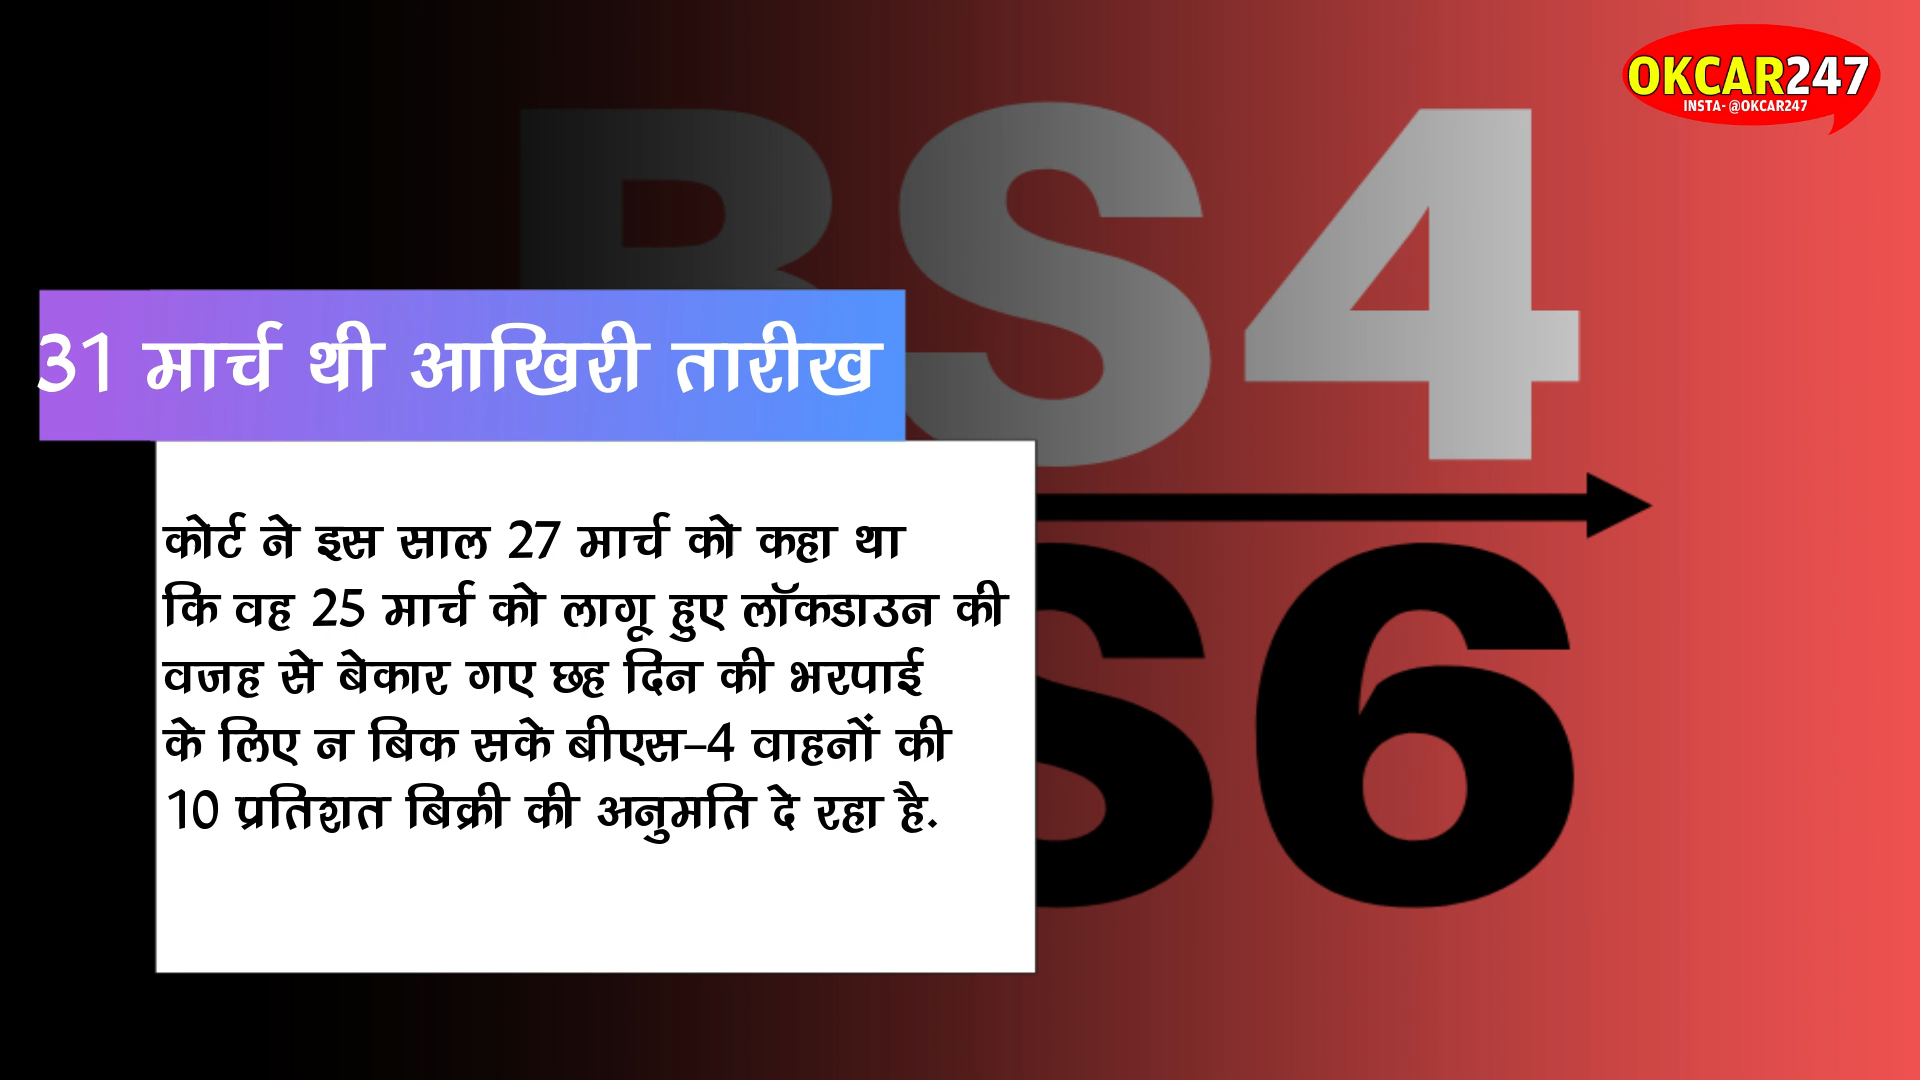 OKCAR247
INSTA- @OKCAR247
BS4
31 मार्च थी आखिरी तारीख
कोर्ट ने इस साल 27 मार्च को कहा था
कि वह 25 मार्च को लागू हुए लॉकडाउन की
वजह से बेकार गए छह दिन की भरपाई
के लिए न बिक सके बीएस-4 वाहनों की
10 प्रतिशत बिक्री की अनुमति दे रहा है.
S6